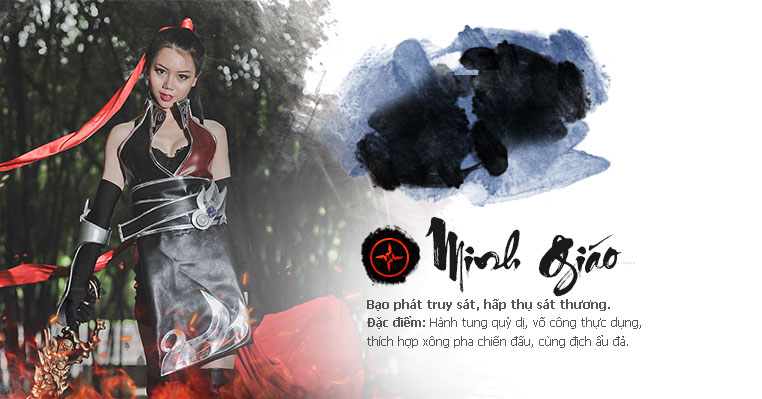 Minh Giáo
Bạo phát truy sát, hấp thụ sát thương.
Đặc điểm: Hành tung quỷ dị, võ công thực dụng,
thích hợp xông pha chiến đấu, cùng địch ẩu đả.